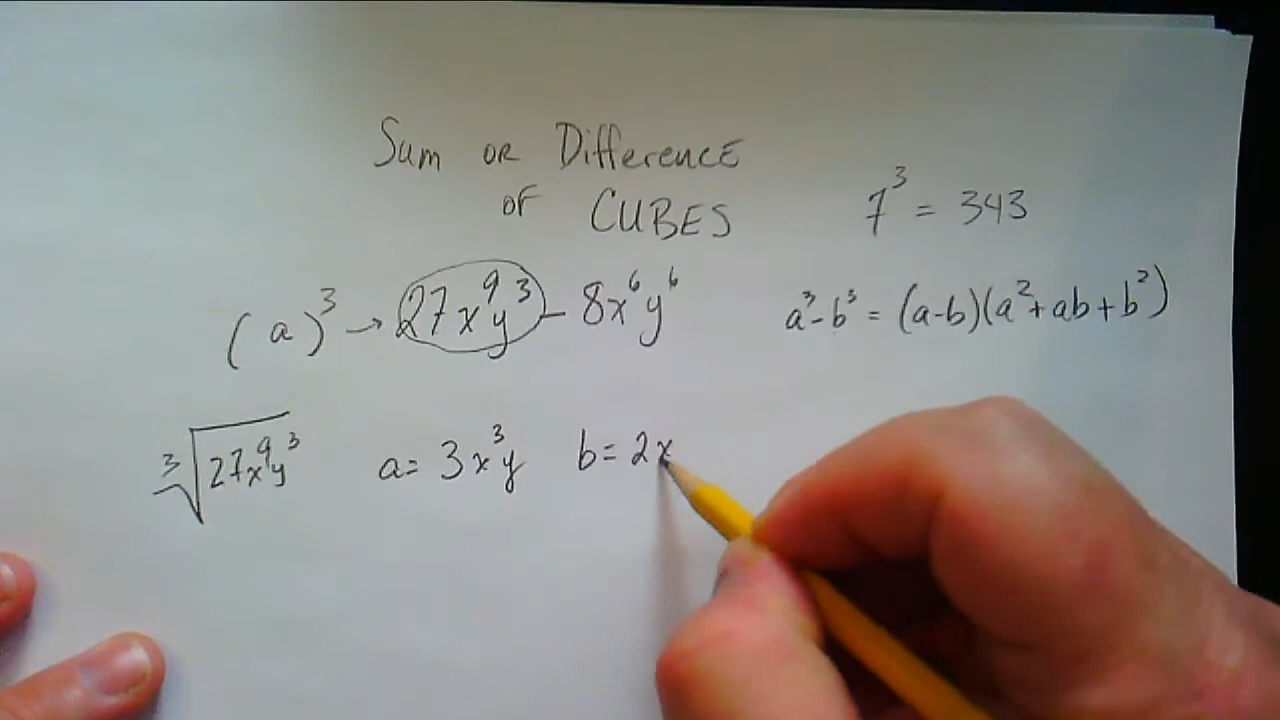 Sum or Difference
of CUBES
7³ = 343
(a)³ → 27x⁹y³ - 8x⁶y⁶
a³-b³ = (a-b)(a²+ab+b²)
∛27x⁹y³
a= 3x³y
b= 2x